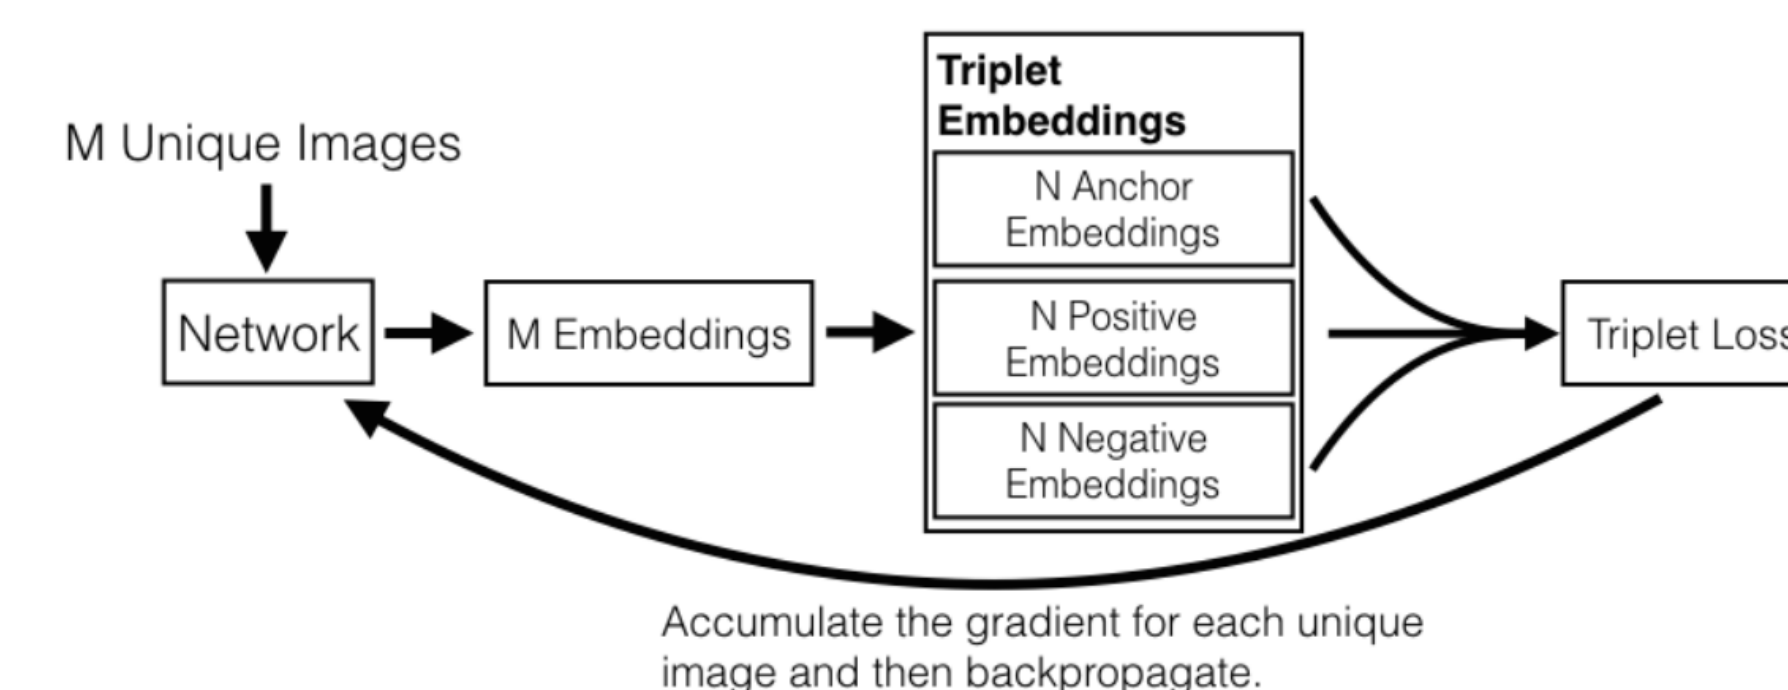 Triplet
Embeddings
M Unique Images
N Anchor
Embeddings
Network
M Embeddings
N Positive
Embeddings
Triplet Loss
N Negative
Embeddings
Accumulate the gradient for each unique
image and then backpropagate.